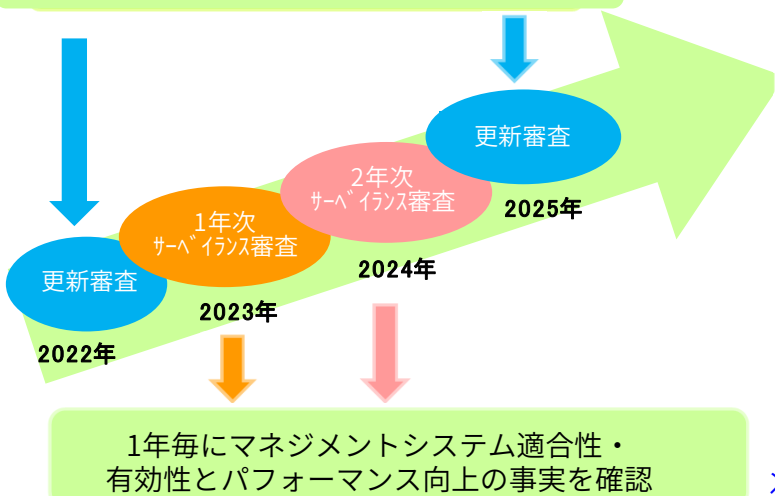 更新審査
2年次
ｻｰﾍﾞｲﾗﾝｽ審査
2025年
1年次
ｻｰﾍﾞｲﾗﾝｽ審査
2024年
更新審査
2023年
2022年
1年毎にマネジメントシステム適合性・
有効性とパフォーマンス向上の事実を確認